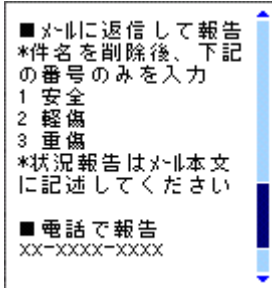 ■ﾒｰﾙに返信して報告
*件名を削除後、下記
の番号のみを入力
1 安全
2 軽傷
3 重傷
*状況報告はﾒｰﾙ本文
に記述してください
■電話で報告
xx-xxxx-xxxx